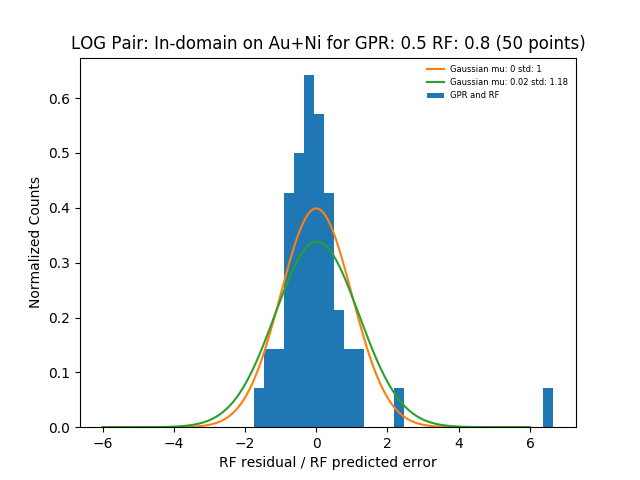 LOG Pair: In-domain on Au+Ni for GPR: 0.5 RF: 0.8 (50 points)
Gaussian mu: 0 std: 1
Gaussian mu: 0.02 std: 1.18
GPR and RF
Normalized Counts
0.6
0.5
0.4
0.3
0.2
0.1
0.0
−6 −4 −2 0 2 4 6
RF residual / RF predicted error